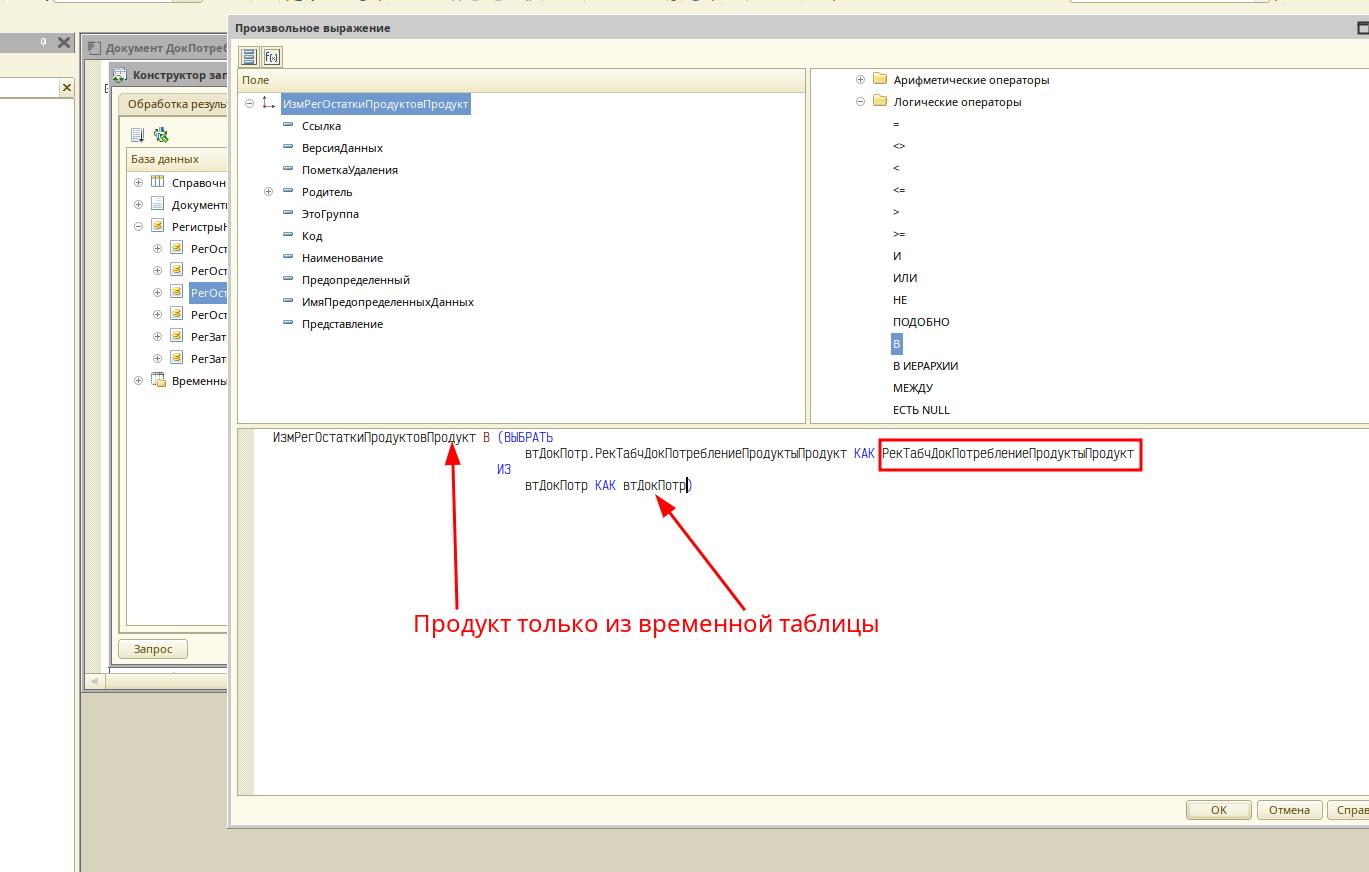 Произвольное выражение
Документ ДокПотреб
Конструктор зап
Обработка резуль
База данных
Справочн
Документ
РегистрыН
РегОст
РегОст
РегОст
РегОст
РегЗат
РегЗат
Временны
Запрос
Поле
ИзмРегОстаткиПродуктовПродукт
Ссылка
ВерсияДанных
ПометкаУдаления
Родитель
ЭтоГруппа
Код
Наименование
Предопределенный
ИмяПредопределенныхДанных
Представление
Арифметические операторы
Логические операторы
=
<>
<
<=
>
>=
И
ИЛИ
НЕ
ПОДОБНО
В
В ИЕРАРХИИ
МЕЖДУ
ЕСТЬ NULL
ИзмРегОстаткиПродуктовПродукт В (ВЫБРАТЬ
втДокПотр.РекТабчДокПотреблениеПродуктыПродукт КАК РекТабчДокПотреблениеПродуктыПродукт
ИЗ
втДокПотр КАК втДокПотр)
Продукт только из временной таблицы
OK Отмена Справ